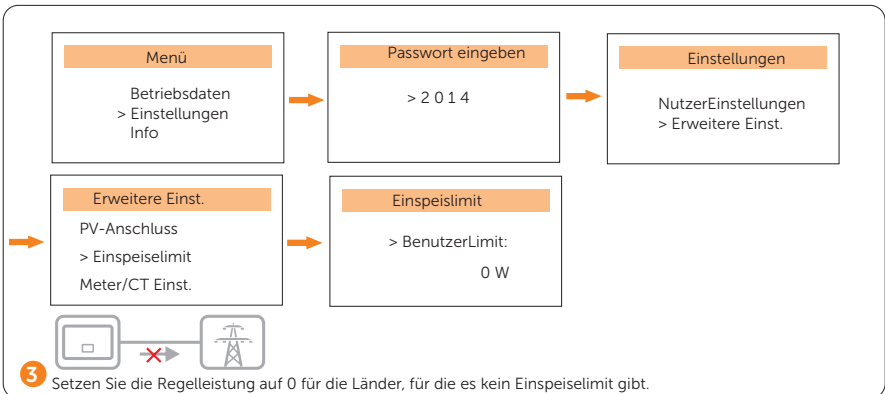 Menü
Betriebsdaten
> Einstellungen
Info
Passwort eingeben
> 2 0 1 4
Einstellungen
NutzerEinstellungen
> Erweitere Einst.
Erweitere Einst.
PV-Anschluss
> Einspeiselimit
Meter/CT Einst.
Einspeislimit
> BenutzerLimit:
0 W
3 Setzen Sie die Regelleistung auf 0 für die Länder, für die es kein Einspeiselimit gibt.